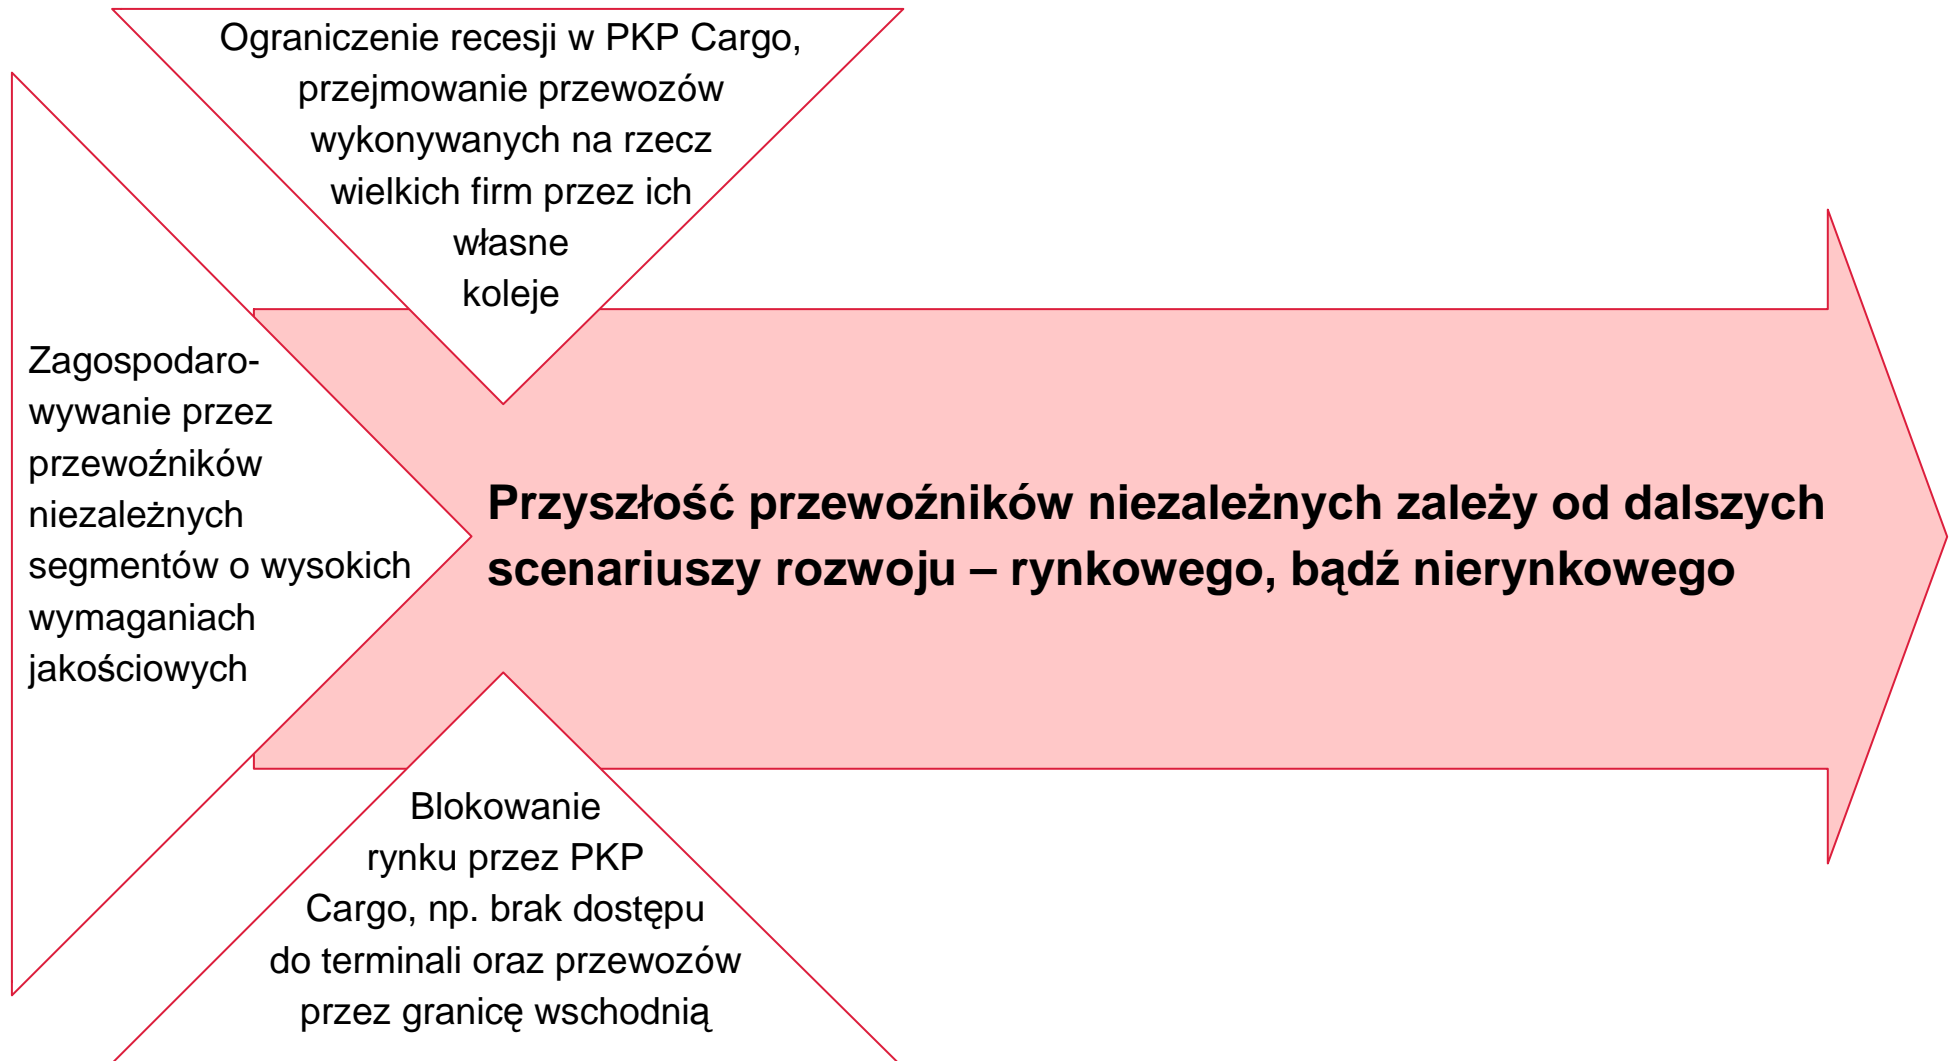 Ograniczenie recesji w PKP Cargo,
przejmowanie przewozów
wykonywanych na rzecz
wielkich firm przez ich
własne
koleje
Zagospodaro-
wywanie przez
przewoźników
niezależnych
segmentów o wysokich
wymaganiach
jakościowych
Przyszłość przewoźników niezależnych zależy od dalszych
scenariuszy rozwoju – rynkowego, bądź nierynkowego
Blokowanie
rynku przez PKP
Cargo, np. brak dostępu
do terminali oraz przewozów
przez granicę wschodnią